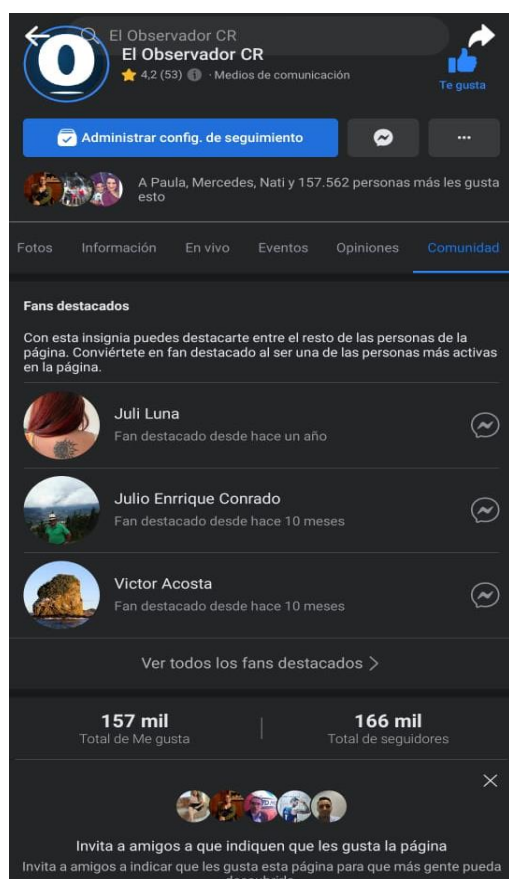 El Observador CR
El Observador CR
4,2 (53) · Medios de comunicación
Te gusta
Administrar config. de seguimiento
A Paula, Mercedes, Nati y 157.562 personas más les gusta
esto
Fotos Información En vivo Eventos Opiniones Comunidad
Fans destacados
Con esta insignia puedes destacarte entre el resto de las personas de la
página. Conviértete en fan destacado al ser una de las personas más activas
en la página.
Juli Luna
Fan destacado desde hace un año
Julio Enrrique Conrado
Fan destacado desde hace 10 meses
Victor Acosta
Fan destacado desde hace 10 meses
Ver todos los fans destacados
157 mil 166 mil
Total de Me gusta Total de seguidores
Invita a amigos a que indiquen que les gusta la página
Invita a amigos a indicar que les gusta esta página para que más gente pueda